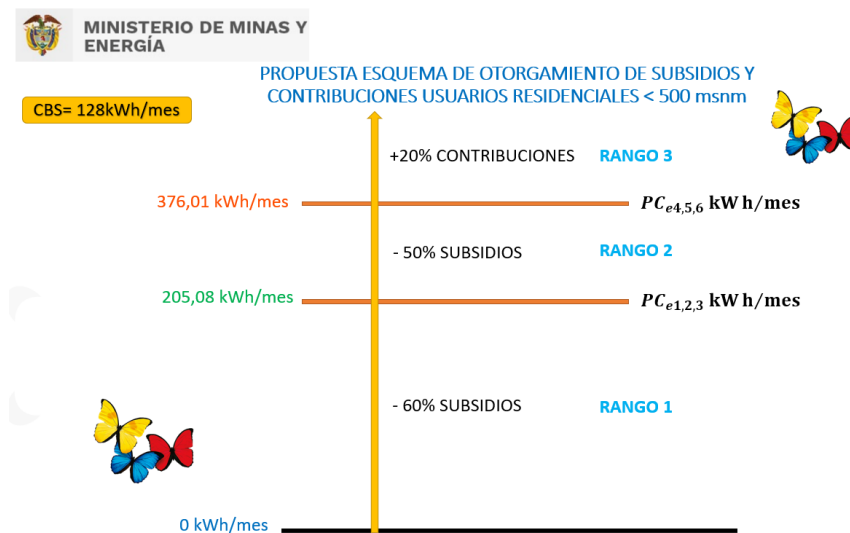 MINISTERIO DE MINAS Y
ENERGÍA
PROPUESTA ESQUEMA DE OTORGAMIENTO DE SUBSIDIOS Y
CONTRIBUCIONES USUARIOS RESIDENCIALES < 500 msnm
CBS= 128kWh/mes
+20% CONTRIBUCIONES RANGO 3
376,01 kWh/mes PCe4,5,6 kW h/mes
- 50% SUBSIDIOS RANGO 2
205,08 kWh/mes PCe1,2,3 kW h/mes
- 60% SUBSIDIOS RANGO 1
0 kWh/mes